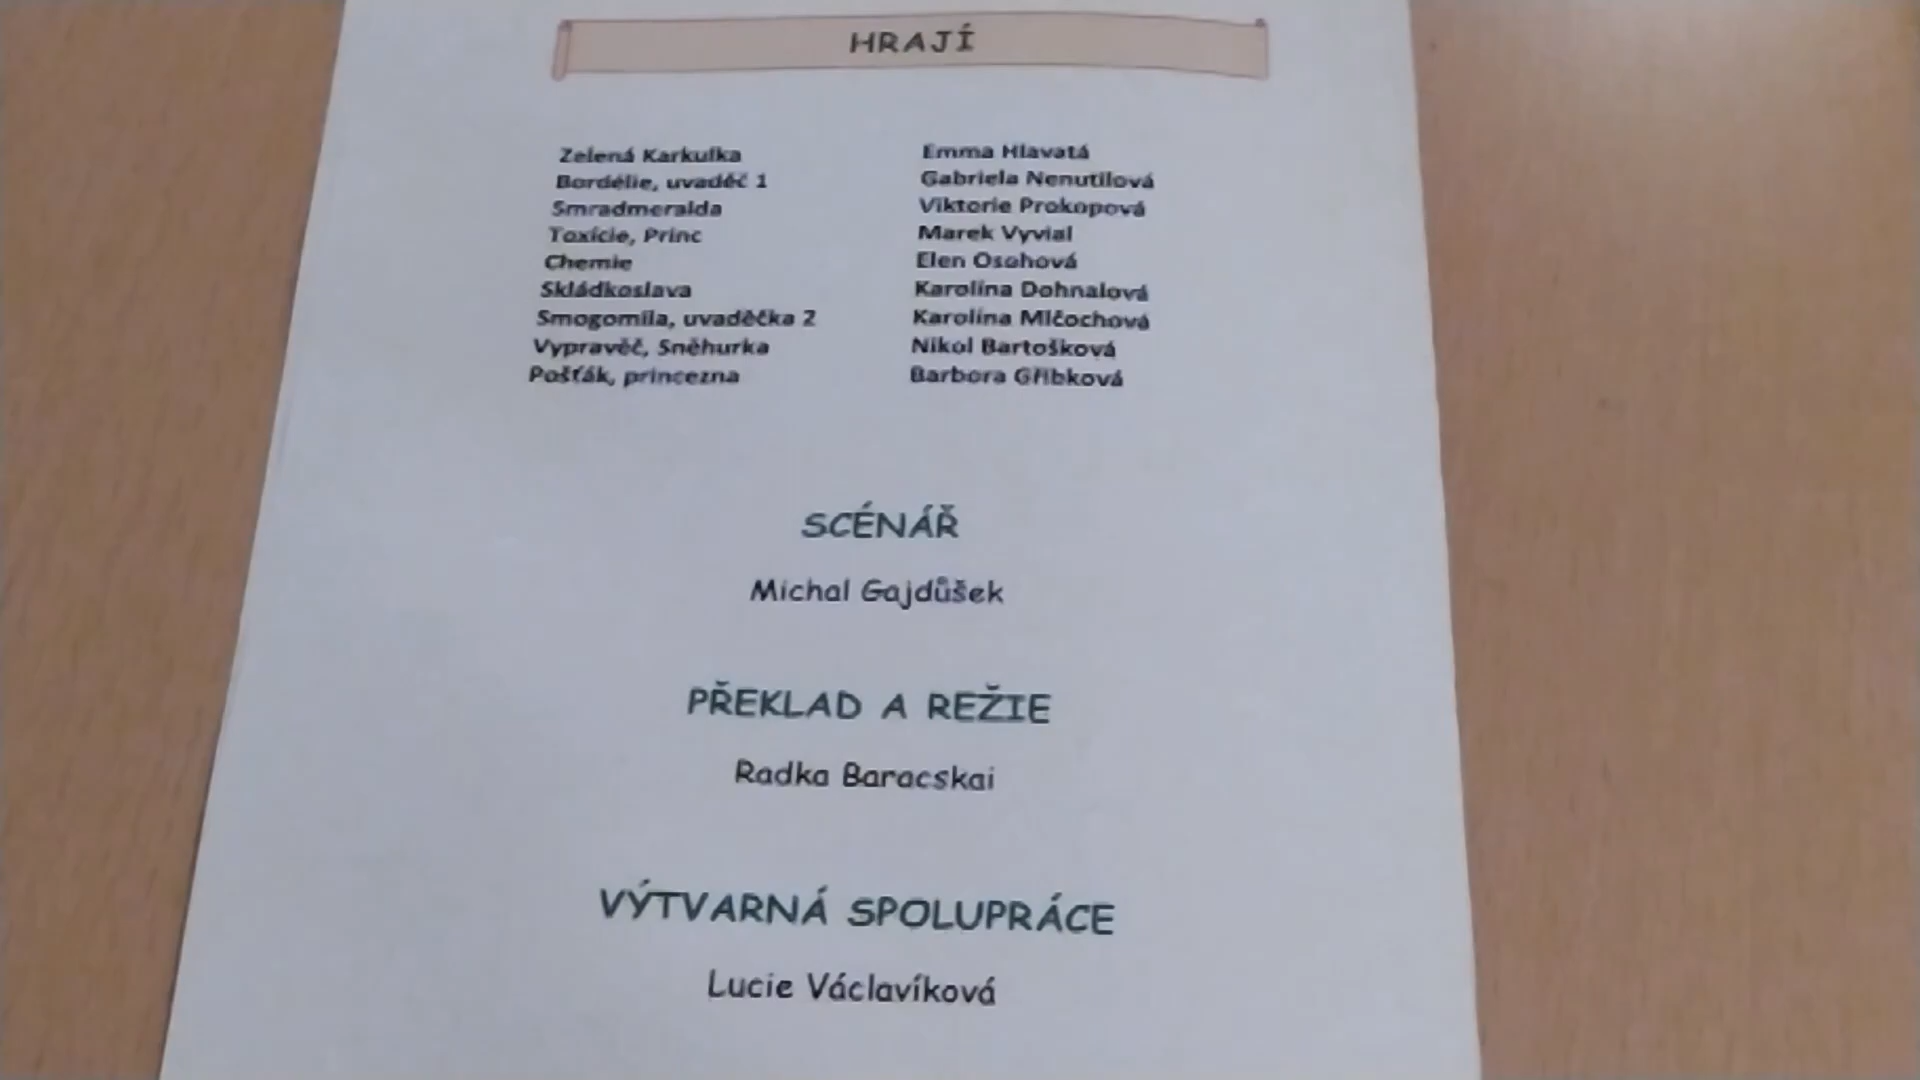 HRAJÍ
Zelená Karkulka Emma Hlavatá
Bordélie, uvaděč 1 Gabriela Nenutilová
Smradmeralda Viktorie Prokopová
Toxície, Princ Marek Vyvial
Chemie Elen Osohová
Skládkoslava Karolína Dohnalová
Smogomila, uvaděčka 2 Karolína Mlčochová
Vypravěč, Sněhurka Nikol Bartošková
Pošťák, princezna Barbora Gřibková
SCÉNÁŘ
Michal Gajdůšek
PŘEKLAD A REŽIE
Radka Baracskai
VÝTVARNÁ SPOLUPRÁCE
Lucie Václavíková